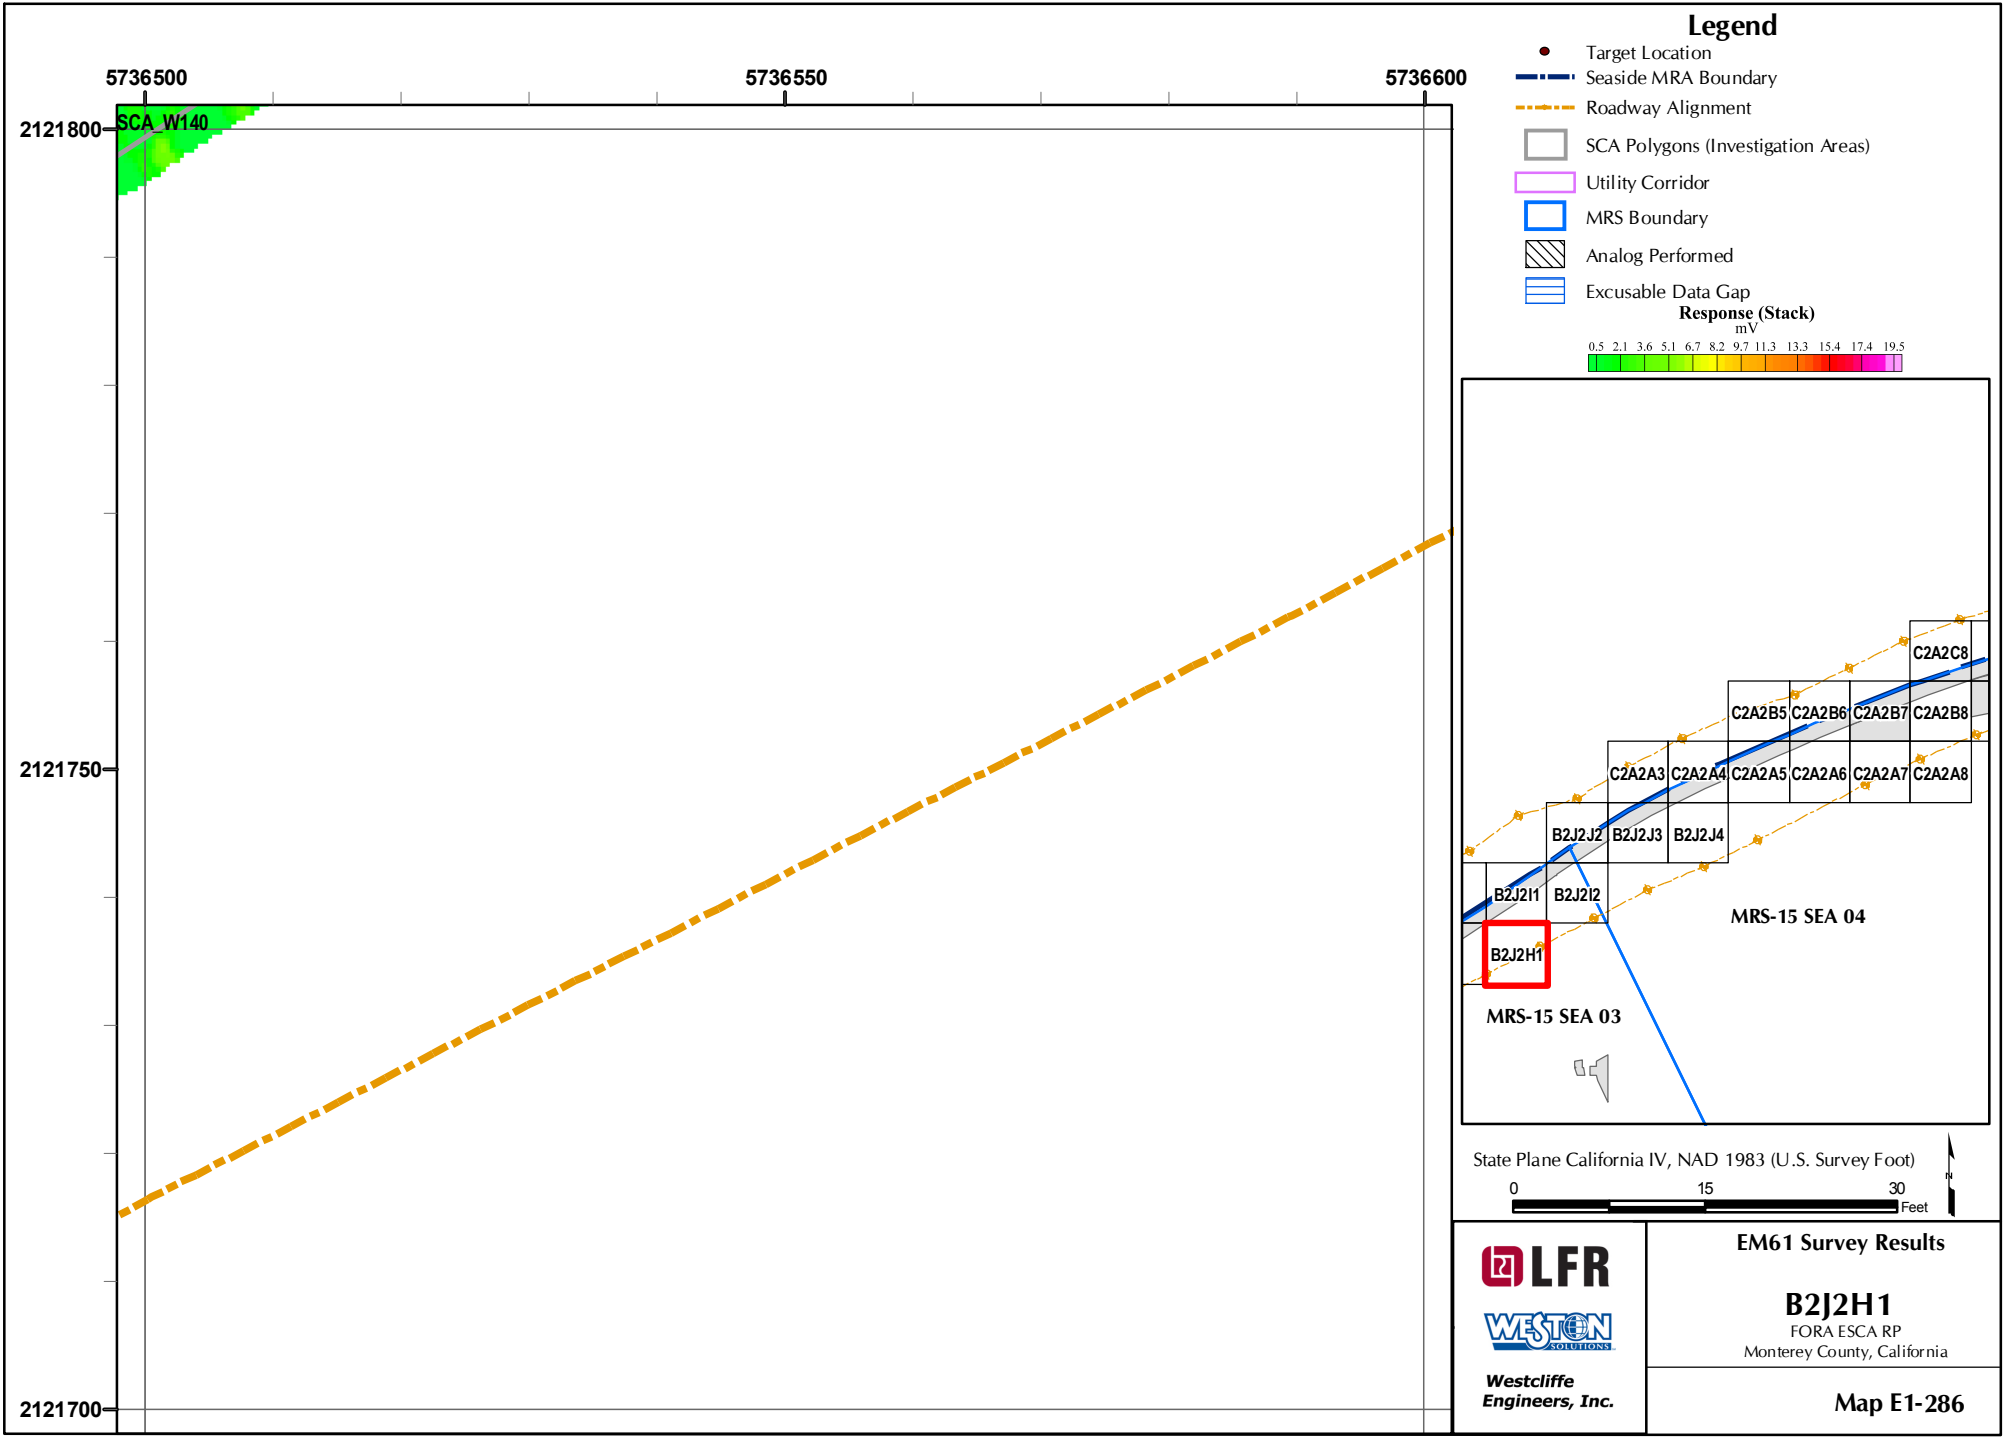 5736500
5736550
5736600
2121800
2121750
2121700
SCA_W140
Legend
Target Location
Seaside MRA Boundary
Roadway Alignment
SCA Polygons (Investigation Areas)
Utility Corridor
MRS Boundary
Analog Performed
Excusable Data Gap
Response (Stack)
mV
0.5 2.1 3.6 5.1 6.7 8.2 9.7 11.3 13.3 15.4 17.4 19.5
C2A2C8
C2A2B5 C2A2B6 C2A2B7 C2A2B8
C2A2A3 C2A2A4 C2A2A5 C2A2A6 C2A2A7 C2A2A8
B2J2J2 B2J2J3 B2J2J4
B2J2I1 B2J2I2
MRS-15 SEA 04
B2J2H1
MRS-15 SEA 03
State Plane California IV, NAD 1983 (U.S. Survey Foot)
0 15 30
Feet
N
LFR
WESTON
SOLUTIONS
Westcliffe
Engineers, Inc.
EM61 Survey Results
B2J2H1
FORA ESCA RP
Monterey County, California
Map E1-286